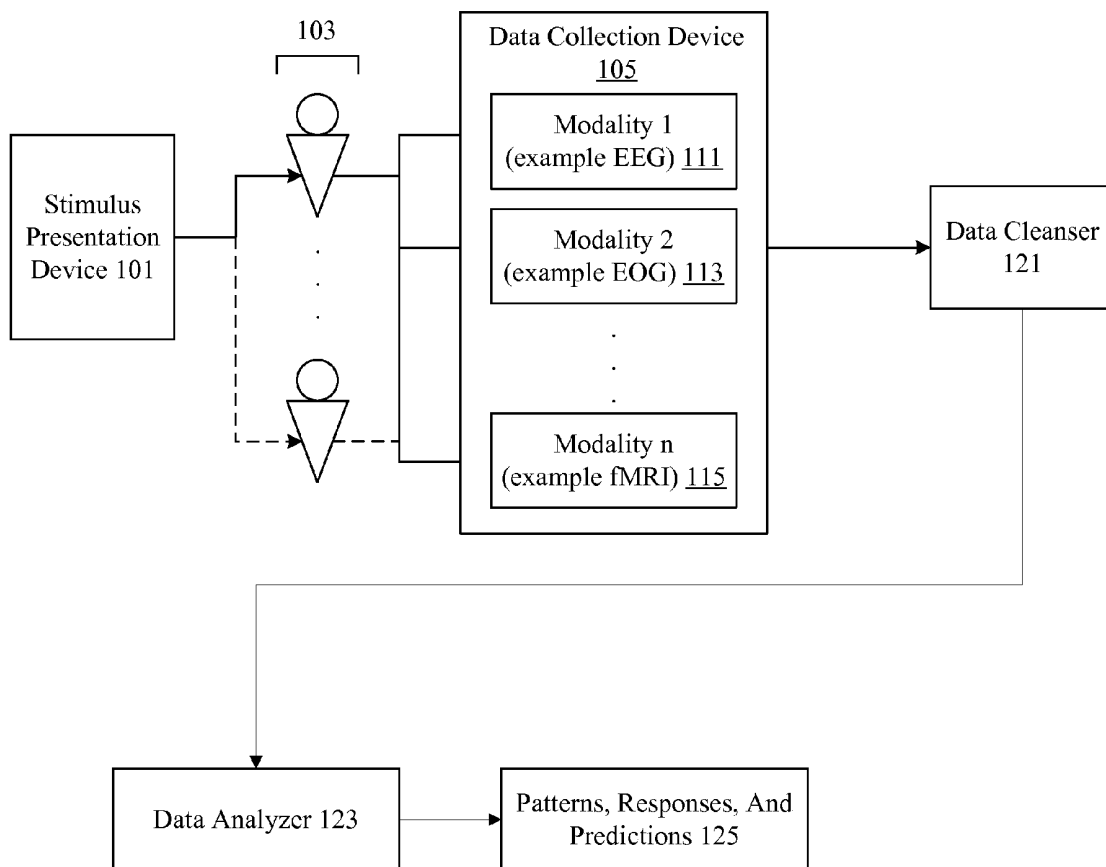 103
Data Collection Device
105
Modality 1
(example EEG) 111
Stimulus
Presentation
Device 101
Modality 2
(example EOG) 113
Data Cleanser
121
Modality n
(example fMRI) 115
Data Analyzer 123
Patterns, Responses, And
Predictions 125